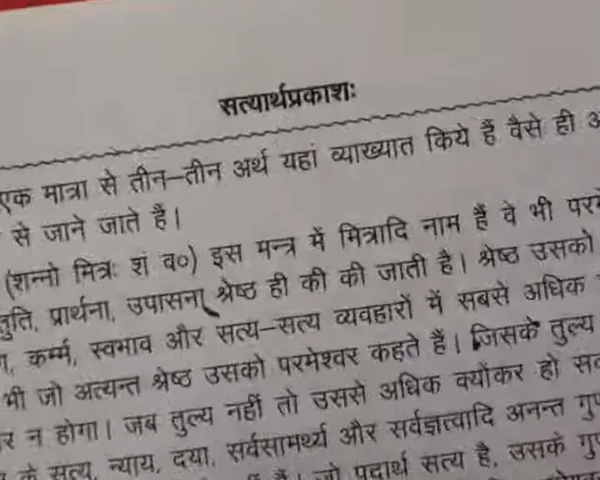 सत्यार्थप्रकाशः
एक मात्रा से तीन–तीन अर्थ यहां व्याख्यात किये हैं वैसे ही
से जाने जाते हैं।
(शन्नो मित्रः शं व०) इस मन्त्र में मित्रादि नाम हैं वे भी
प्रार्थना, उपासना श्रेष्ठ ही की की जाती है। श्रेष्ठ उसको
कर्म्म, स्वभाव और सत्य–सत्य व्यवहारों में सबसे अधिक
भी जो अत्यन्त श्रेष्ठ उसको परमेश्वर कहते हैं। जिसके तुल्य
न होगा। जब तुल्य नहीं तो उससे अधिक क्योंकर हो
के सत्य, न्याय, दया, सर्वसामर्थ्य और सर्वज्ञत्वादि अनन्त
जो पदार्थ सत्य है, उसके